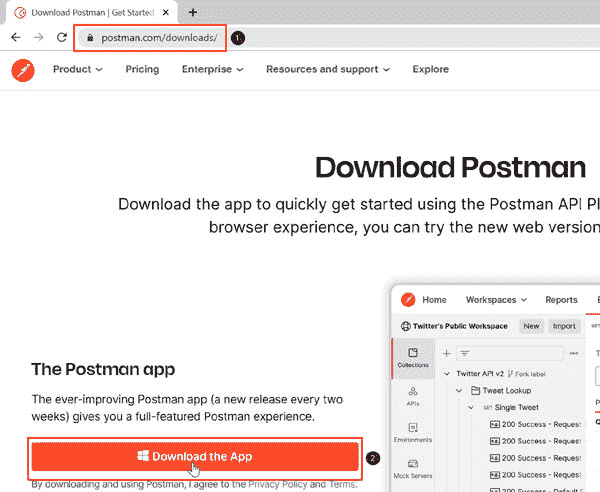 Download Postman | Get Started
postman.com/downloads/
1
Product
Pricing
Enterprise
Resources and support
Explore
Download Postman
Download the app to quickly get started using the Postman API Pl
browser experience, you can try the new web version
The Postman app
The ever-improving Postman app (a new release every two
weeks) gives you a full-featured Postman experience.
Download the App
2
By downloading and using Postman, I agree to the Privacy Policy and Terms.
Home
Workspaces
Reports
Twitter's Public Workspace
New
Import
Collections
APIs
Environments
Mock Servers
Twitter API v2
Fork label
Tweet Lookup
GET Single Tweet
200 Success - Request
200 Success - Request
200 Success - Request
200 Success - Request
200 Success - Default